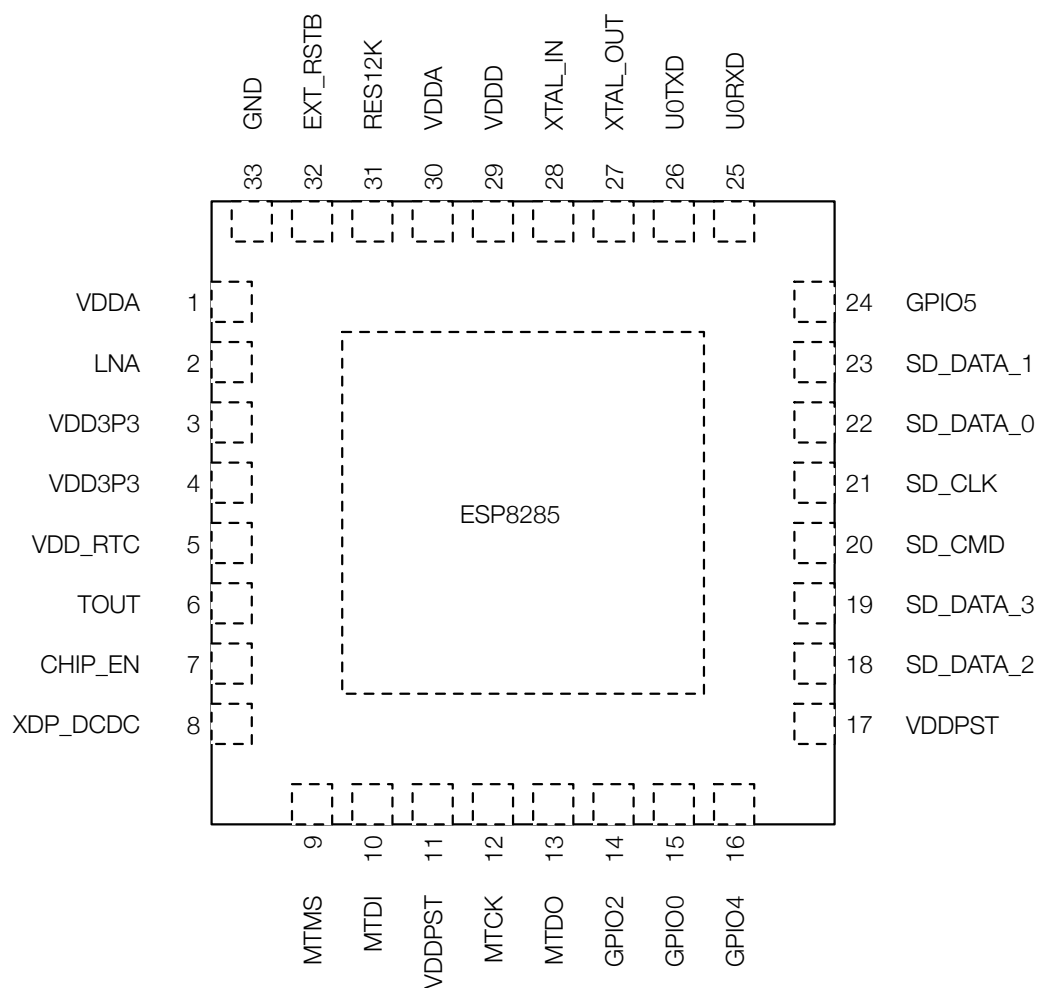 GND
EXT_RSTB
RES12K
VDDA
VDDD
XTAL_IN
XTAL_OUT
U0TXD
U0RXD
33
32
31
30
29
28
27
26
25
VDDA 1
LNA 2
VDD3P3 3
VDD3P3 4
VDD_RTC 5
TOUT 6
CHIP_EN 7
XDP_DCDC 8
ESP8285
24 GPIO5
23 SD_DATA_1
22 SD_DATA_0
21 SD_CLK
20 SD_CMD
19 SD_DATA_3
18 SD_DATA_2
17 VDDPST
9
10
11
12
13
14
15
16
MTMS
MTDI
VDDPST
MTCK
MTDO
GPIO2
GPIO0
GPIO4